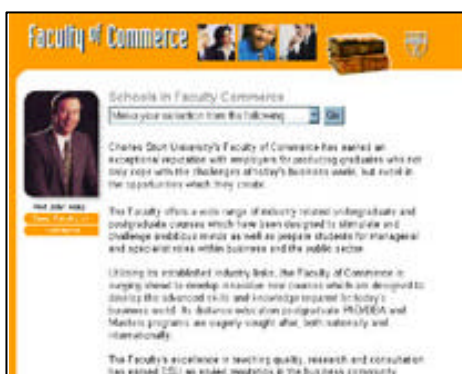 Faculty of Commerce
Schools in Faculty Commerce
Make your selection from the following Go
Charles Sturt University's Faculty of Commerce has earned an
exceptional reputation with employers for producing graduates who not
only cope with the challenges of today's business world, but excel in
the opportunities which they create.
Prof John Hicks
The Faculty offers a wide range of industry related undergraduate and
postgraduate courses which have been designed to stimulate and
challenge ambitious minds as well as prepare students for managerial
and specialist roles within business and the public sector.
Utilising its established industry links, the Faculty of Commerce is
surging ahead to develop innovative new courses which are designed to
develop the advanced skills and knowledge required for today's
business world. Its distance education postgraduate PhD/DBA and
Masters programs are eagerly sought after, both nationally and
internationally.
The Faculty's excellence in teaching quality, research and consultation
has earned CSU an envied reputation in the business community